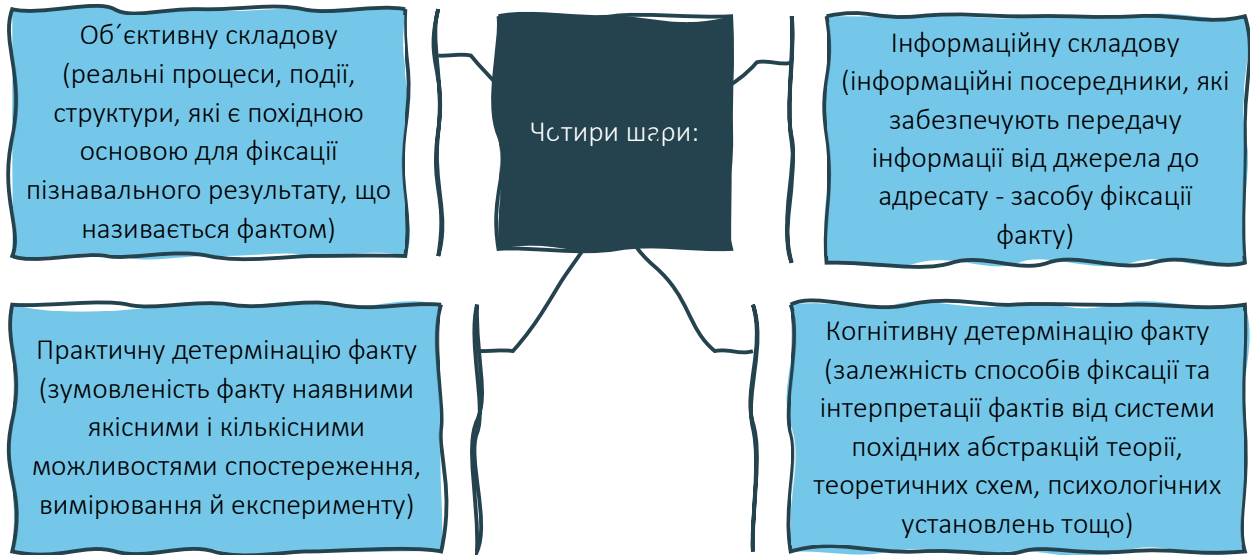 Об´єктивну складову
(реальні процеси, події,
структури, які є похідною
основою для фіксації
пізнавального результату, що
називається фактом)
Чотири шари:
Інформаційну складову
(інформаційні посередники, які
забезпечують передачу
інформації від джерела до
адресату - засобу фіксації
факту)
Практичну детермінацію факту
(зумовленість факту наявними
якісними і кількісними
можливостями спостереження,
вимірювання й експерименту)
Когнітивну детермінацію факту
(залежність способів фіксації та
інтерпретації фактів від системи
похідних абстракцій теорії,
теоретичних схем, психологічних
установлень тощо)